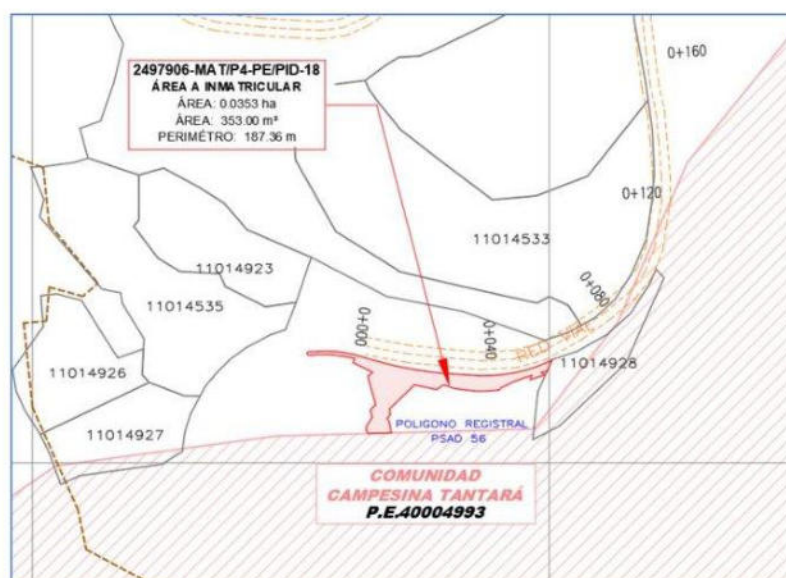 2497906-MAT/P4-PE/PID-18
ÁREA A INMATRICULAR
ÁREA: 0.0353 ha
ÁREA: 353.00 m²
PERIMÉTRO: 187.36 m
0+160
0+120
11014533
11014923
0+080
11014535
0+000
0+040
RED VIAL
11014928
11014926
POLIGONO REGISTRAL
PSAD 56
11014927
COMUNIDAD
CAMPESINA TANTARÁ
P.E.40004993